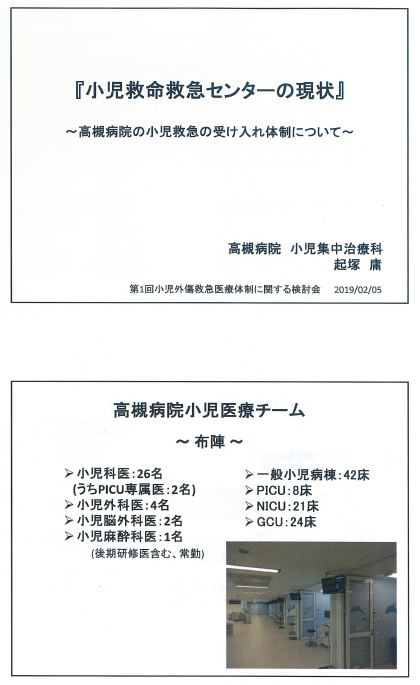 『小児救命救急センターの現状』
～高槻病院の小児救急の受け入れ体制について～
高槻病院　小児集中治療科
起塚　庸
第1回小児外傷救急医療体制に関する検討会　2019/02/05
高槻病院小児医療チーム
～ 布陣 ～
➢小児科医：26名
(うちPICU専属医：2名)
➢小児外科医：4名
➢小児脳外科医：2名
➢小児麻酔科医：1名
(後期研修医含む、常勤)
➢一般小児病棟：42床
➢PICU：8床
➢NICU：21床
➢GCU：24床